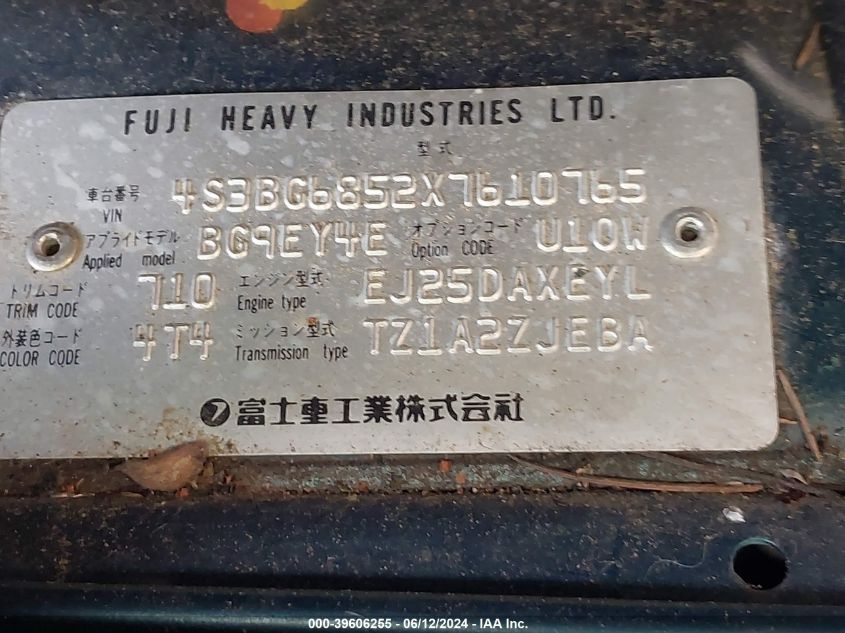 FUJI HEAVY INDUSTRIES LTD.
型式
車台番号 VIN 4S3BG6852X7610765
アプライドモデル Applied model BG9EY4E オプションコード Option CODE U10W
トリムコード TRIM CODE 710 エンジン型式 Engine type EJ25DAXEYL
外装色コード COLOR CODE 4T4 ミッション型式 Transmission type TZ1A2ZJEBA
富士重工業株式会社
000-39606255 - 06/12/2024 - IAA Inc.